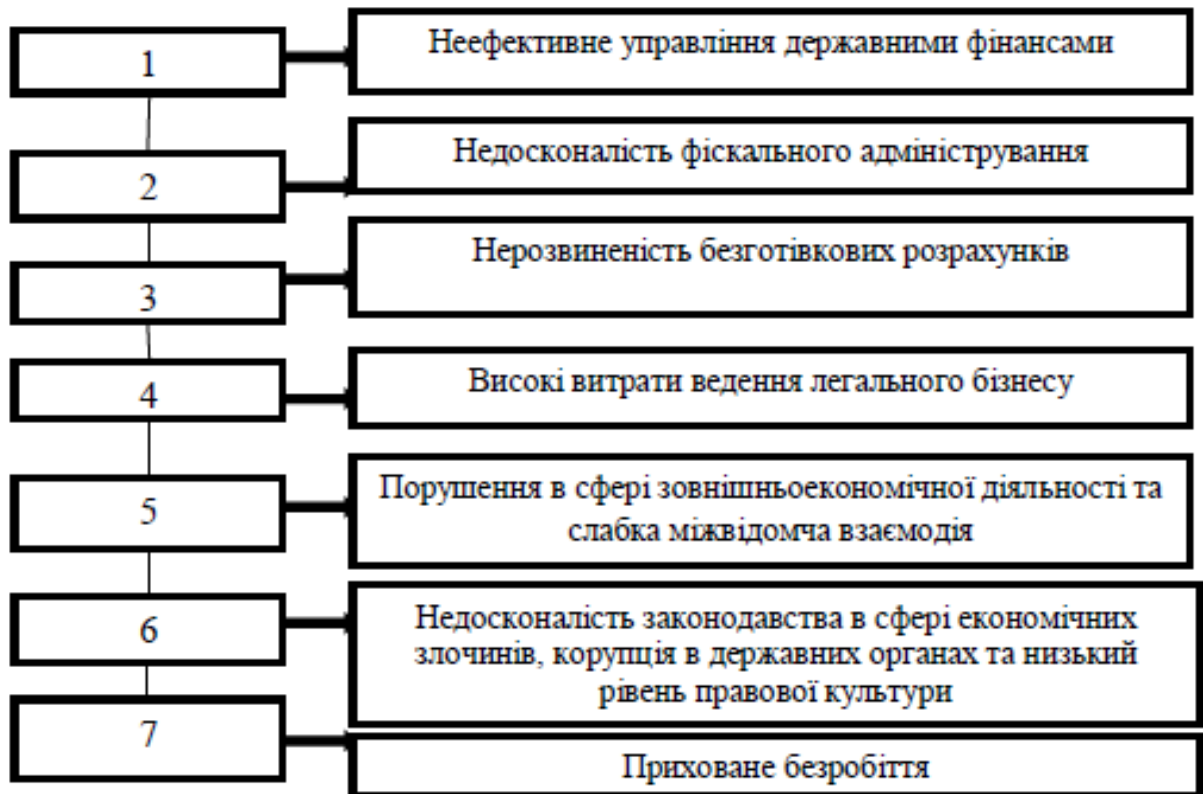 1
Неефективне управління державними фінансами
2
Недосконалість фіскального адміністрування
3
Нерозвиненість безготівкових розрахунків
4
Високі витрати ведення легального бізнесу
5
Порушення в сфері зовнішньоекономічної діяльності та
слабка міжвідомча взаємодія
6
Недосконалість законодавства в сфері економічних
злочинів, корупція в державних органах та низький
рівень правової культури
7
Приховане безробіття